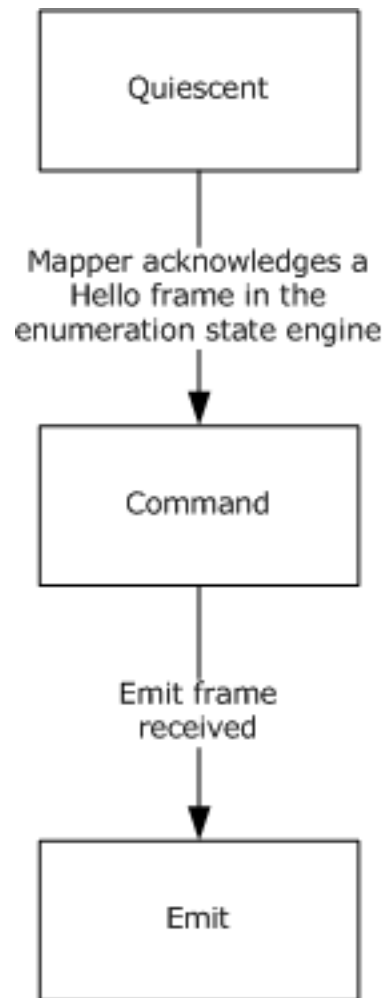 Quiescent
Mapper acknowledges a
Hello frame in the
enumeration state engine
Command
Emit frame
received
Emit